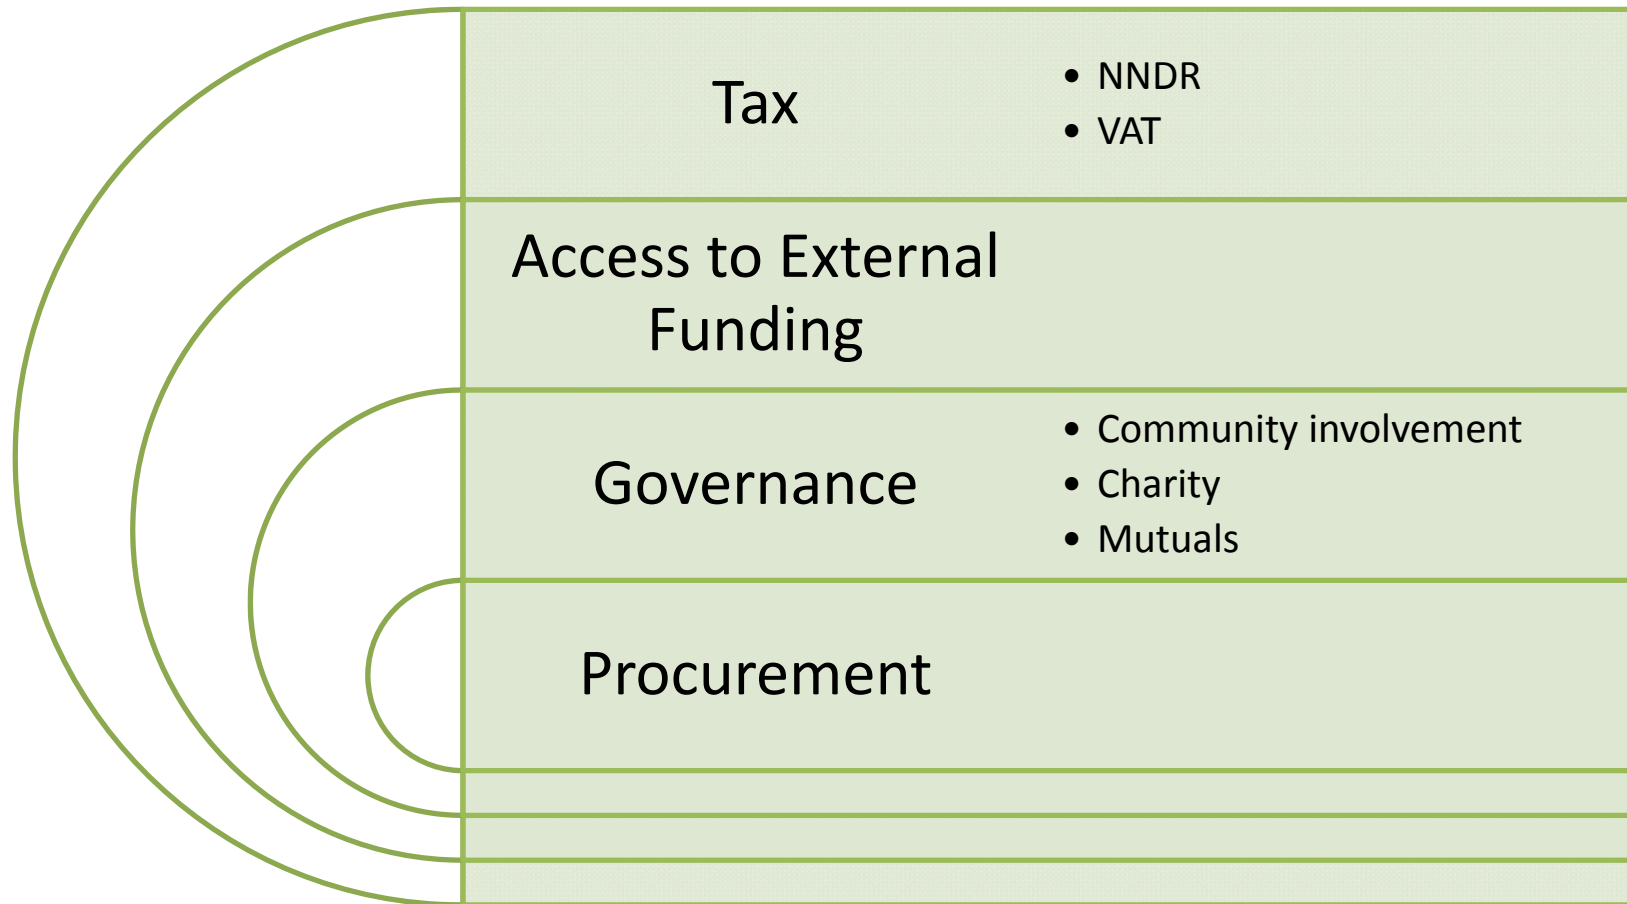 Tax
• NNDR
• VAT
Access to External
Funding
Governance
• Community involvement
• Charity
• Mutuals
Procurement